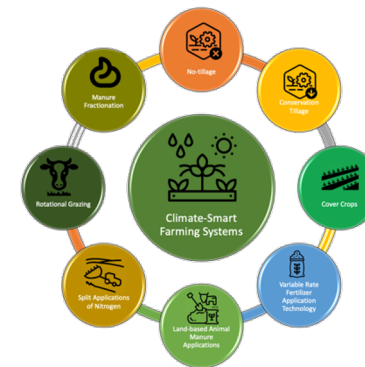 No-tillage
Conservation
Tillage
Cover Crops
Variable Rate
Fertilizer
Application
Technology
Land-based Animal
Manure
Applications
Split Applications
of Nitrogen
Rotational Grazing
Manure
Fractionation
Climate-Smart
Farming Systems